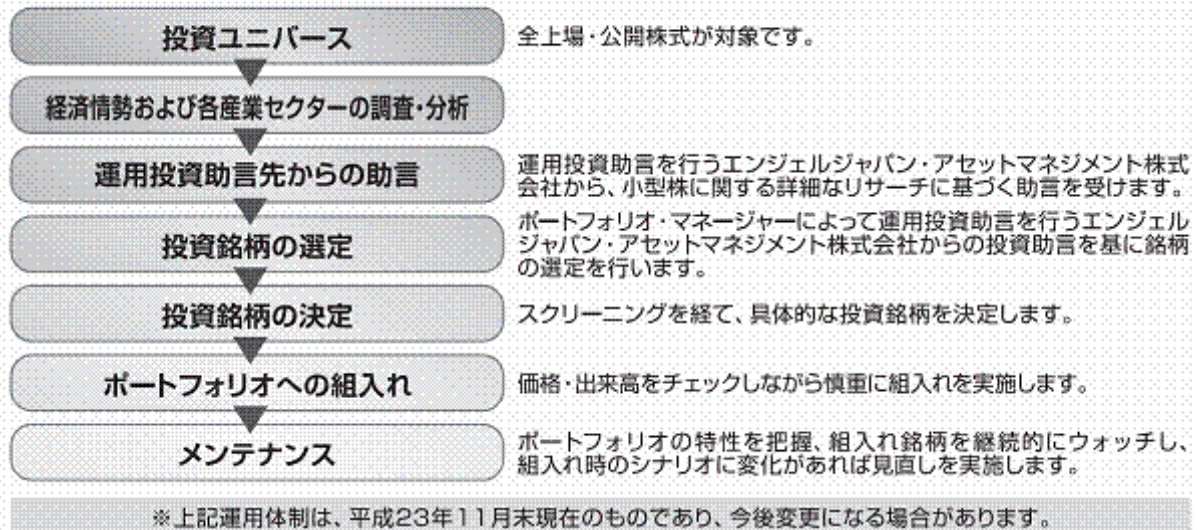 投資ユニバース
全上場・公開株式が対象です。
経済情勢および各産業セクターの調査・分析
運用投資助言先からの助言
運用投資助言を行うエンジェルジャパン・アセットマネジメント株式
会社から、小型株に関する詳細なリサーチに基づく助言を受けます。
投資銘柄の選定
ポートフォリオ・マネージャーによって運用投資助言を行うエンジェル
ジャパン・アセットマネジメント株式会社からの投資助言を基に銘柄
の選定を行います。
投資銘柄の決定
スクリーニングを経て、具体的な投資銘柄を決定します。
ポートフォリオへの組入れ
価格・出来高をチェックしながら慎重に組入れを実施します。
メンテナンス
ポートフォリオの特性を把握、組入れ銘柄を継続的にウォッチし、
組入れ時のシナリオに変化があれば見直しを実施します。
※上記運用体制は、平成23年11月末現在のものであり、今後変更になる場合があります。